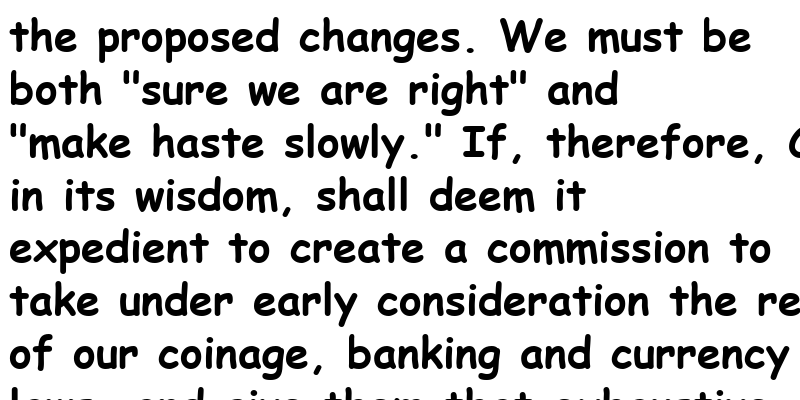 the proposed changes. We must be
both "sure we are right" and
"make haste slowly." If, therefore,
in its wisdom, shall deem it
expedient to create a commission to
take under early consideration the
of our coinage, banking and currency